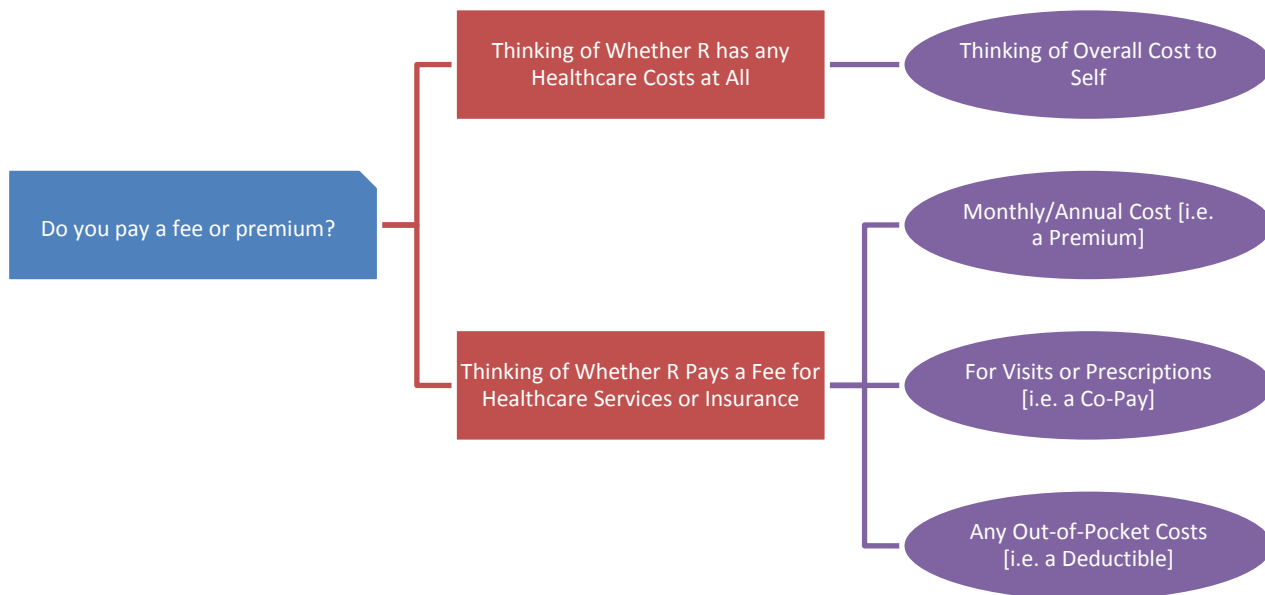 Thinking of Whether R has any
Healthcare Costs at All
Thinking of Overall Cost to
Self
Do you pay a fee or premium?
Monthly/Annual Cost [i.e.
a Premium]
Thinking of Whether R Pays a Fee for
Healthcare Services or Insurance
For Visits or Prescriptions
[i.e. a Co-Pay]
Any Out-of-Pocket Costs
[i.e. a Deductible]